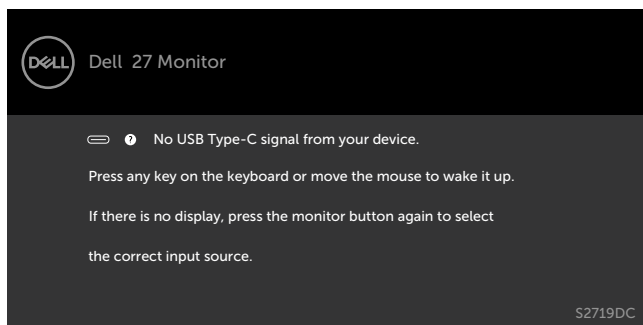 DELL
Dell 27 Monitor
? No USB Type-C signal from your device.
Press any key on the keyboard or move the mouse to wake it up.
If there is no display, press the monitor button again to select
the correct input source.
S2719DC